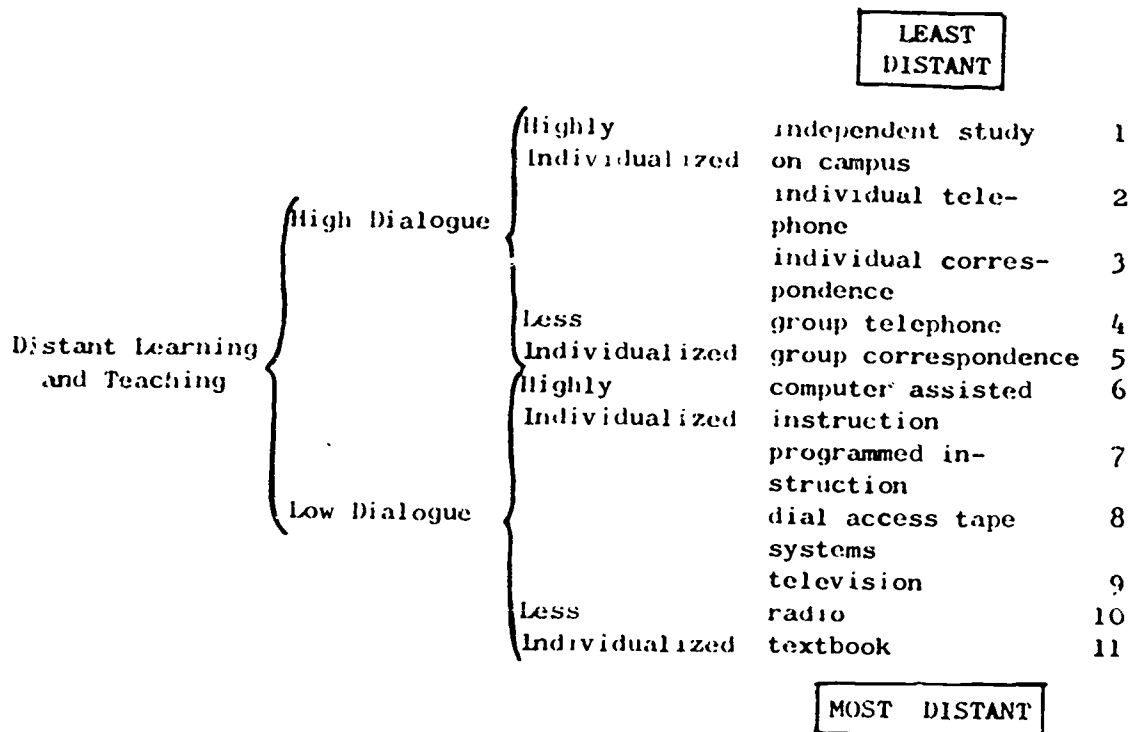 LEAST
DISTANT
Highly independent study 1
Individualized on campus
individual tele- 2
phone
High Dialogue
individual corres- 3
pondence
Less group telephone 4
Distant Learning
Individualized group correspondence 5
and Teaching
Highly computer assisted 6
Individualized instruction
programmed in- 7
struction
Low Dialogue
dial access tape 8
systems
television 9
Less radio 10
Individualized textbook 11
MOST DISTANT